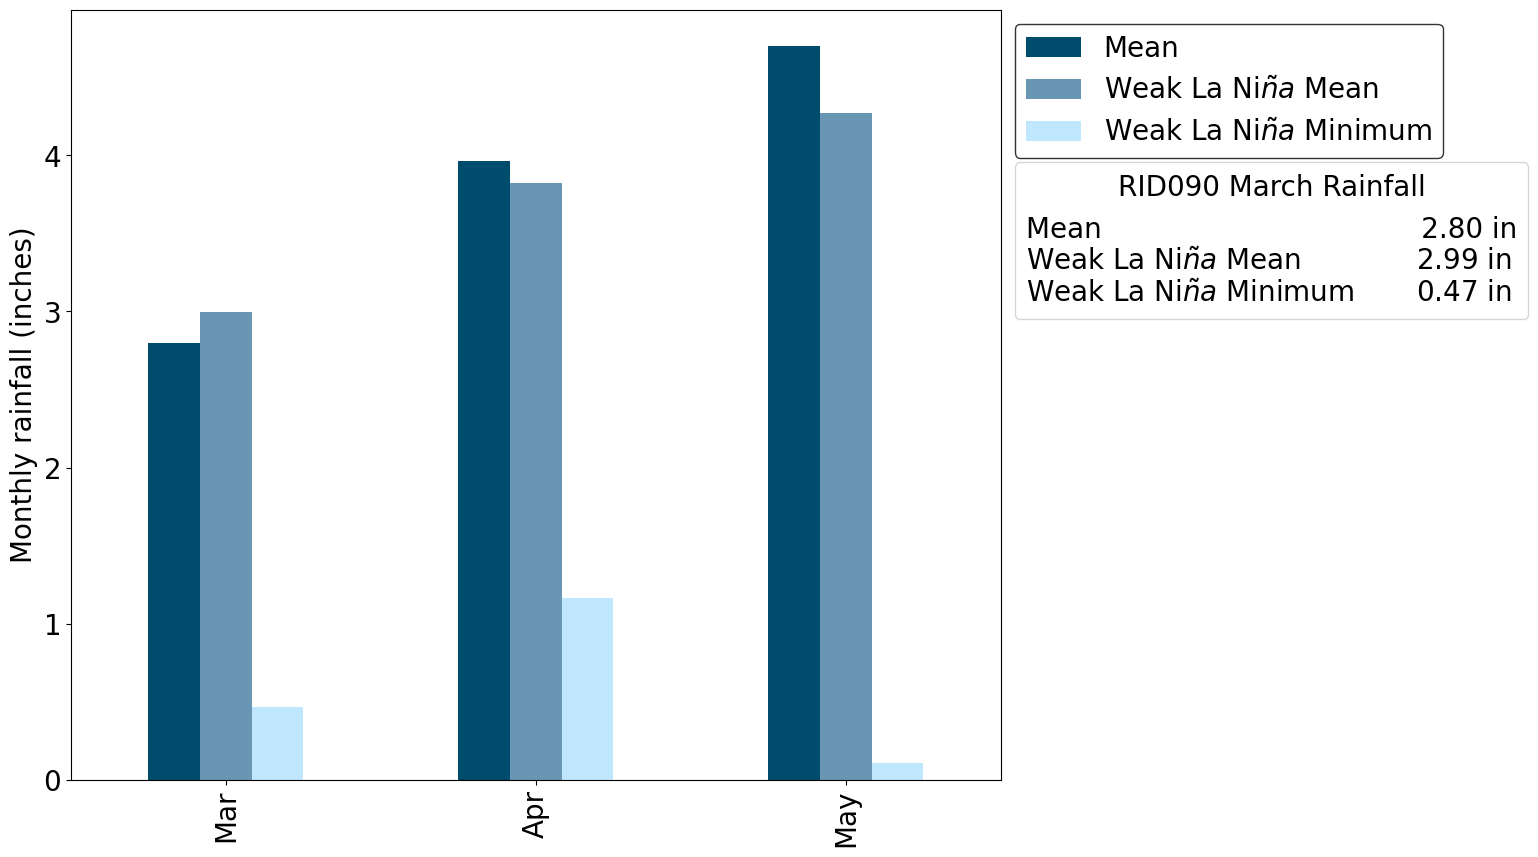 Monthly rainfall (inches)
4
3
2
1
0
Mar
Apr
May
Mean
Weak La Niña Mean
Weak La Niña Minimum
RID090 March Rainfall
Mean 2.80 in
Weak La Niña Mean 2.99 in
Weak La Niña Minimum 0.47 in